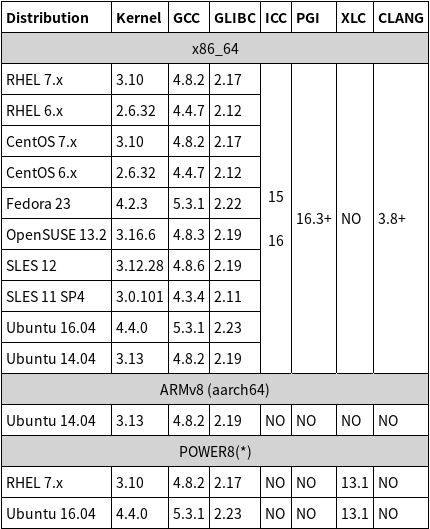 Distribution Kernel GCC GLIBC ICC PGI XLC CLANG
x86_64
RHEL 7.x 3.10 4.8.2 2.17
RHEL 6.x 2.6.32 4.4.7 2.12
CentOS 7.x 3.10 4.8.2 2.17
CentOS 6.x 2.6.32 4.4.7 2.12
Fedora 23 4.2.3 5.3.1 2.22 15
16.3+ NO 3.8+
OpenSUSE 13.2 3.16.6 4.8.3 2.19 16
SLES 12 3.12.28 4.8.6 2.19
SLES 11 SP4 3.0.101 4.3.4 2.11
Ubuntu 16.04 4.4.0 5.3.1 2.23
Ubuntu 14.04 3.13 4.8.2 2.19
ARMv8 (aarch64)
Ubuntu 14.04 3.13 4.8.2 2.19 NO NO NO NO
POWER8(*)
RHEL 7.x 3.10 4.8.2 2.17 NO NO 13.1 NO
Ubuntu 16.04 4.4.0 5.3.1 2.23 NO NO 13.1 NO